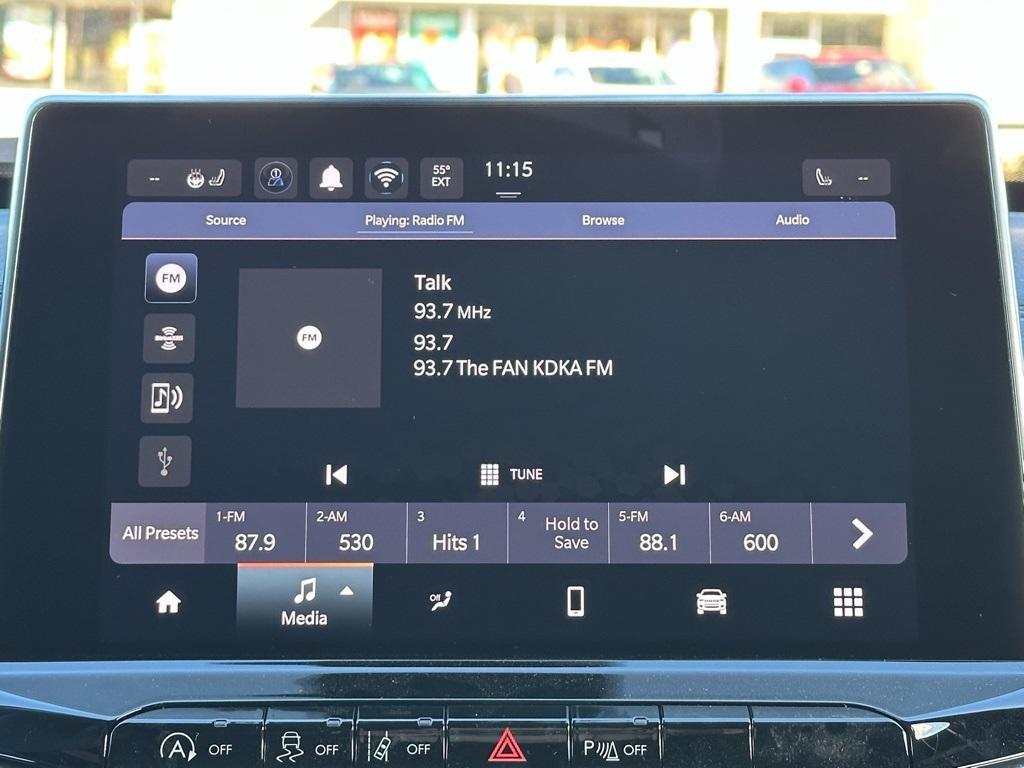 --
55°
EXT
11:15
--
Source
Playing: Radio FM
Browse
Audio
FM
SiriusXM
FM
Talk
93.7 MHz
93.7
93.7 The FAN KDKA FM
TUNE
All Presets
1-FM
87.9
2-AM
530
3
Hits 1
4
Hold to
Save
5-FM
88.1
6-AM
600
Off
Media
A OFF
OFF
OFF
P OFF